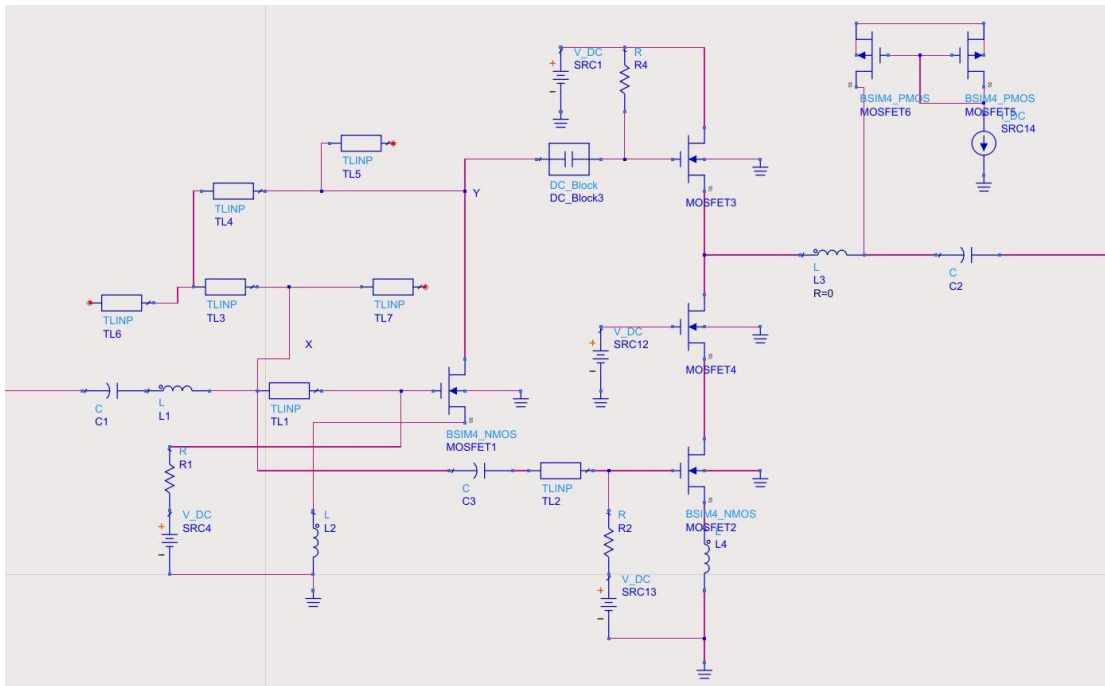 V_DC
SRC1
R
R4
BSIM4_PMOS
MOSFET6
BSIM4_PMOS
MOSFET5
I_DC
SRC14
TLINP
TL5
DC_Block
DC_Block3
Y
S
MOSFET3
TLINP
TL4
TLINP
TL6
TLINP
TL3
TLINP
TL7
X
L
L3
R=0
C
C2
V_DC
SRC12
S
MOSFET4
C
C1
L
L1
TLINP
TL1
S
BSIM4_NMOS
MOSFET1
R
R1
V_DC
SRC4
L
L2
C
C3
TLINP
TL2
R
R2
S
BSIM4_NMOS
MOSFET2
L
L4
V_DC
SRC13
S
S